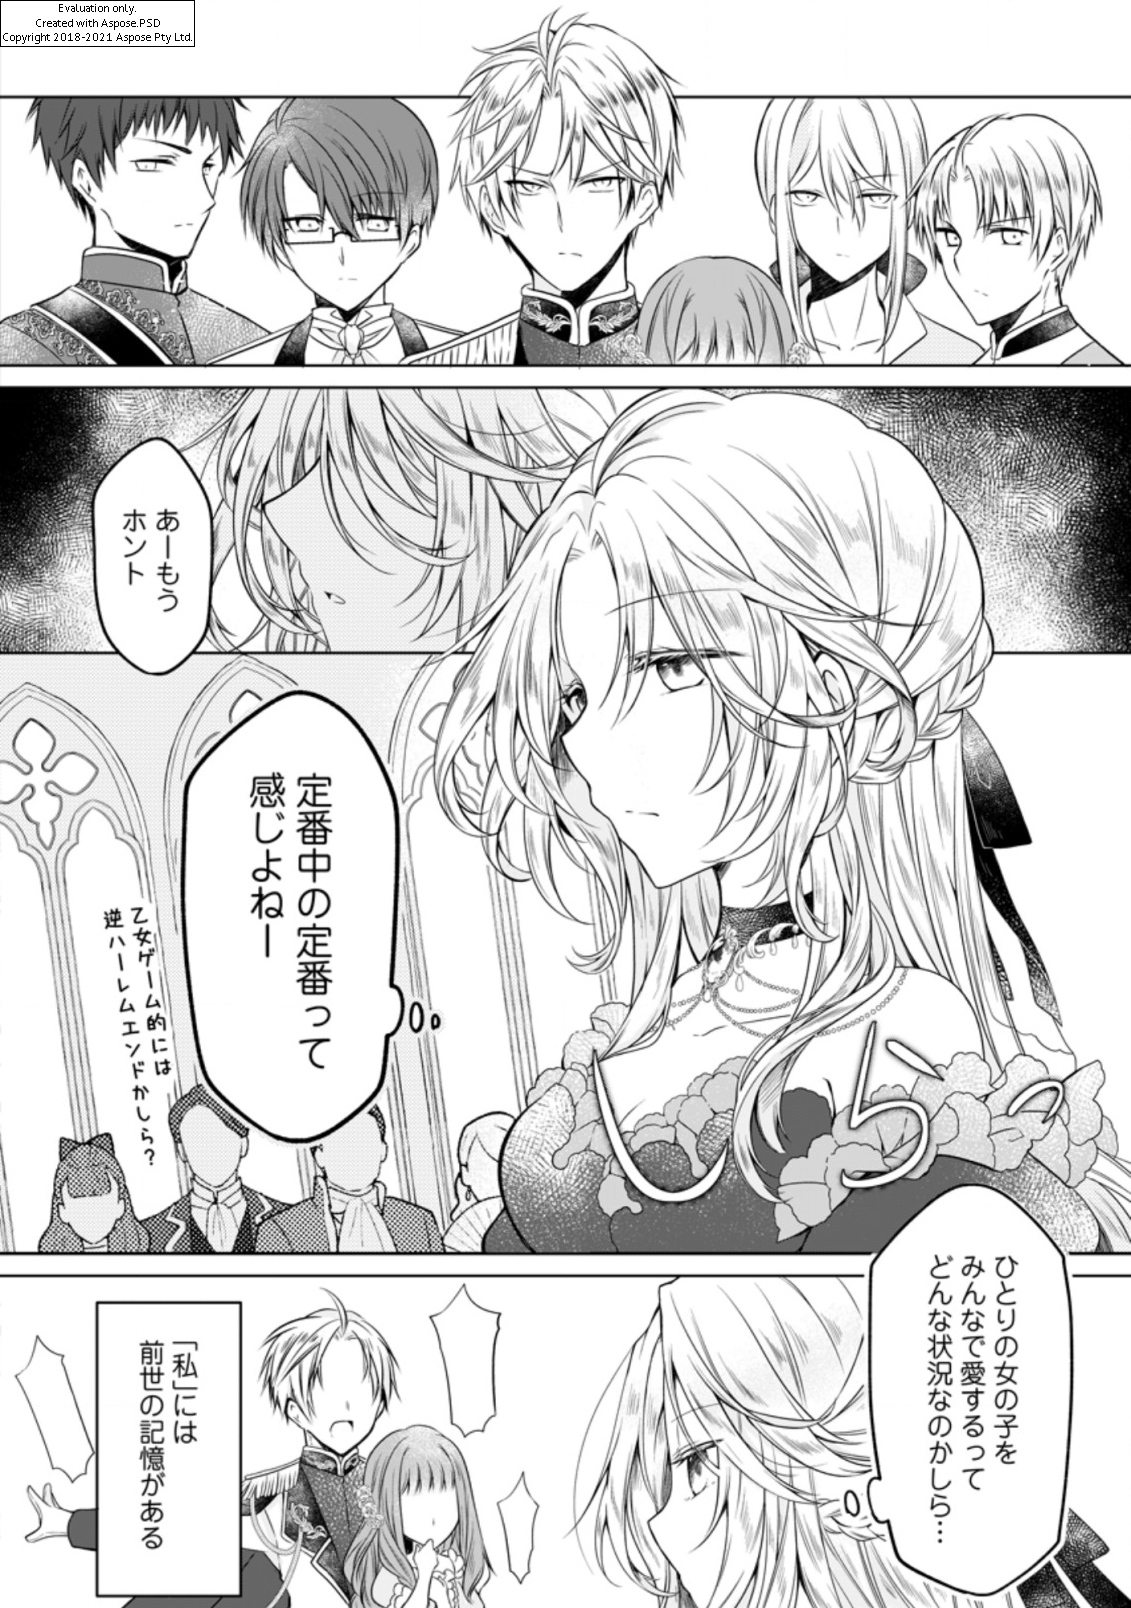 Evaluation only.
Created with Aspose.PSD
Copyright 2018-2021 Aspose Pty Ltd.
あーもう
ホント
定番中の定番って
感じよねー
乙女ゲーム的には
逆ハーレムエンドかしら?
しらーっ
ひとりの女の子を
みんなで愛するって
どんな状況なのかしら…
「私」には
前世の記憶がある